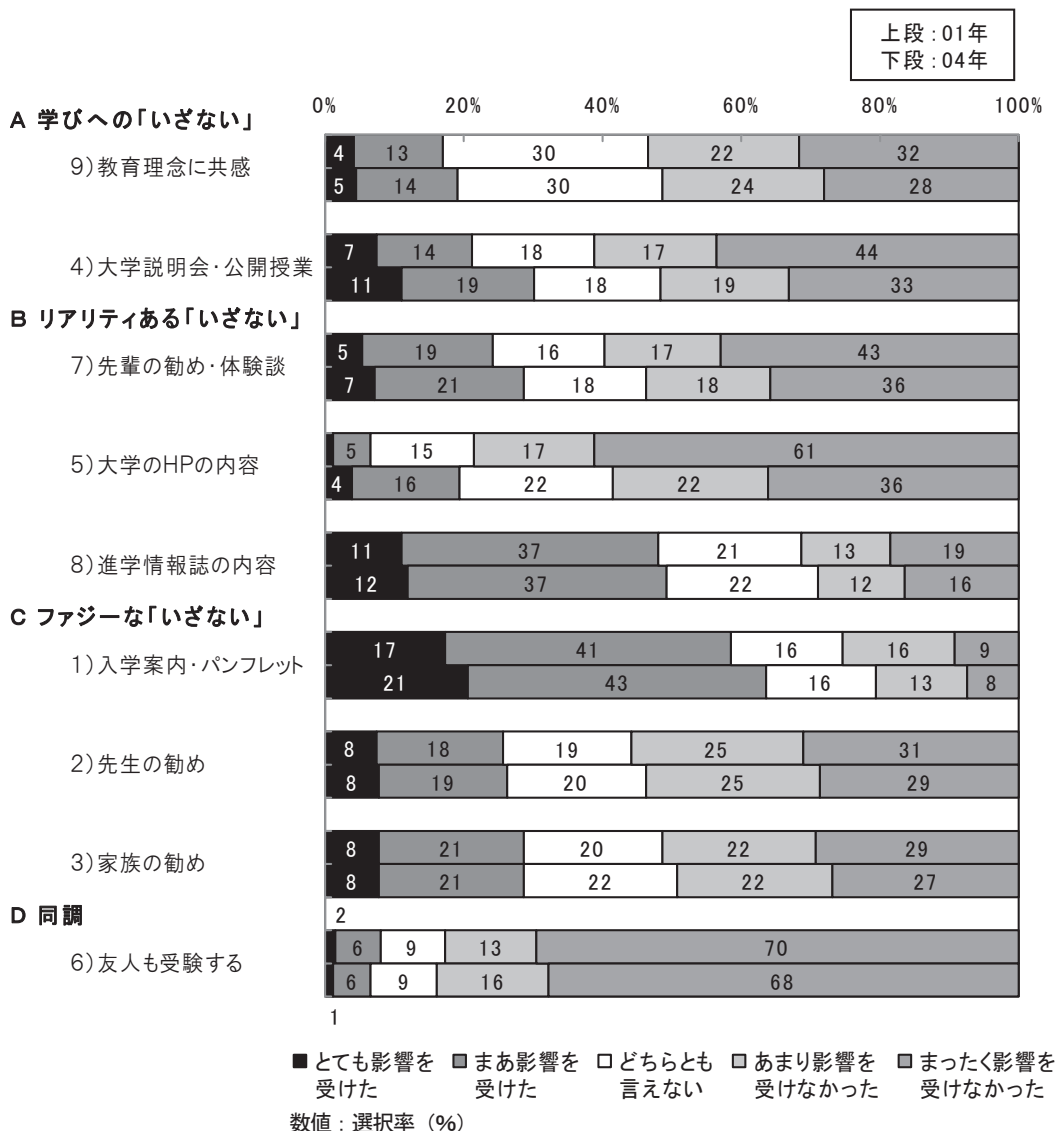 上段:01年
下段:04年
0% 20% 40% 60% 80% 100%
A 学びへの「いざない」
9)教育理念に共感
4 13 30 22 32
5 14 30 24 28
4)大学説明会・公開授業
7 14 18 17 44
11 19 18 19 33
B リアリティある「いざない」
7)先輩の勧め・体験談
5 19 16 17 43
7 21 18 18 36
5)大学のHPの内容
5 15 17 61
4 16 22 22 36
8)進学情報誌の内容
11 37 21 13 19
12 37 22 12 16
C ファジーな「いざない」
1)入学案内・パンフレット
17 41 16 16 9
21 43 16 13 8
2)先生の勧め
8 18 19 25 31
8 19 20 25 29
3)家族の勧め
8 21 20 22 29
8 21 22 22 27
D 同調
2
6)友人も受験する
6 9 13 70
6 9 16 68
1
とても影響を受けた
まあ影響を受けた
どちらとも言えない
あまり影響を受けなかった
まったく影響を受けなかった
数値:選択率(%)